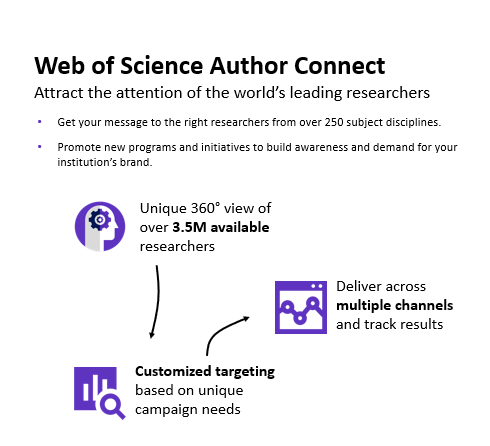 Web of Science Author Connect
Attract the attention of the world's leading researchers
• Get your message to the right researchers from over 250 subject disciplines.
• Promote new programs and initiatives to build awareness and demand for your
institution's brand.
Unique 360° view of
over 3.5M available
researchers
Deliver across
multiple channels
and track results
Customized targeting
based on unique
campaign needs